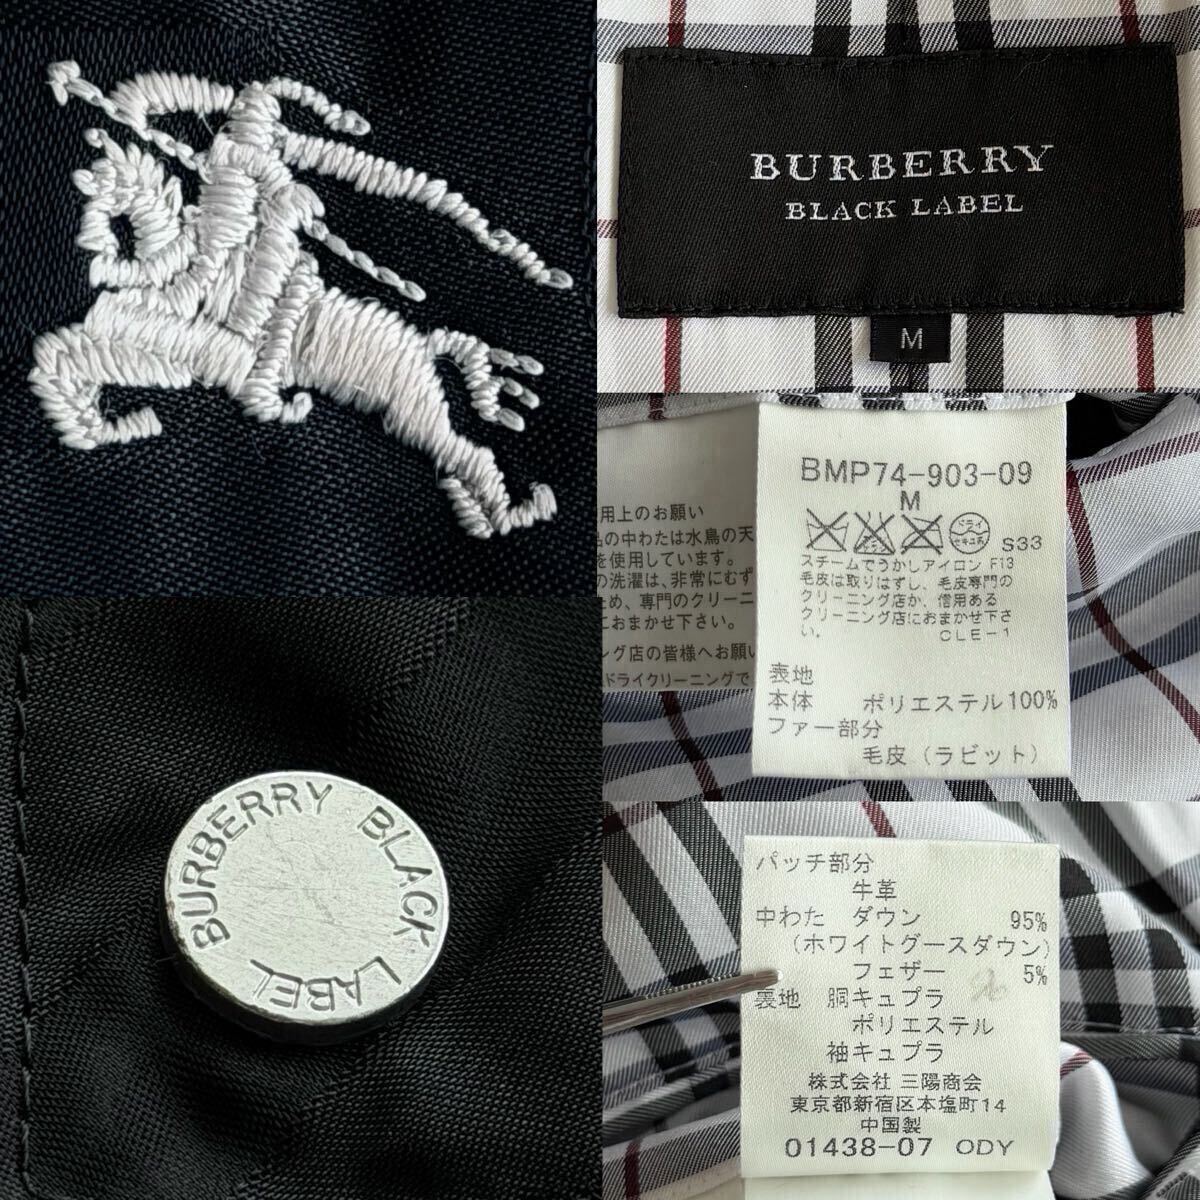 BURBERRY
BLACK LABEL
M
BMP74-903-09
M
ドライ
セキユ系
S33
スチームでうかしアイロン F13
毛皮は取りはずし、毛皮専門の
クリーニング店か、信用ある
クリーニング店におまかせ下さ
い。 CLE-1
表地
本体 ポリエステル100%
ファー部分
毛皮(ラビット)
用上のお願い
の中わたは水鳥の天
を使用しています。
の洗濯は、非常にむず
ため、専門のクリーニ
におまかせ下さい。
ング店の皆様へお願い
ドライクリーニングで
BURBERRY BLACK LABEL
パッチ部分
牛革
中わた ダウン 95%
(ホワイトグースダウン)
フェザー 5%
裏地 胴キュプラ
ポリエステル
袖キュプラ
株式会社 三陽商会
東京都新宿区本塩町14
中国製
01438-07 ODY